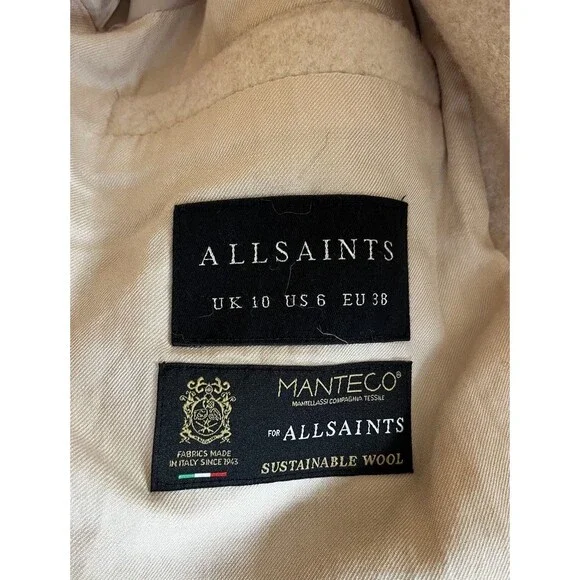 ALLSAINTS
UK 10 US 6 EU 38
MANTECO®
MANTELLASSI COMPAGNIA TESSILE
FOR ALLSAINTS
FABRICS MADE
IN ITALY SINCE 1943
SUSTAINABLE WOOL